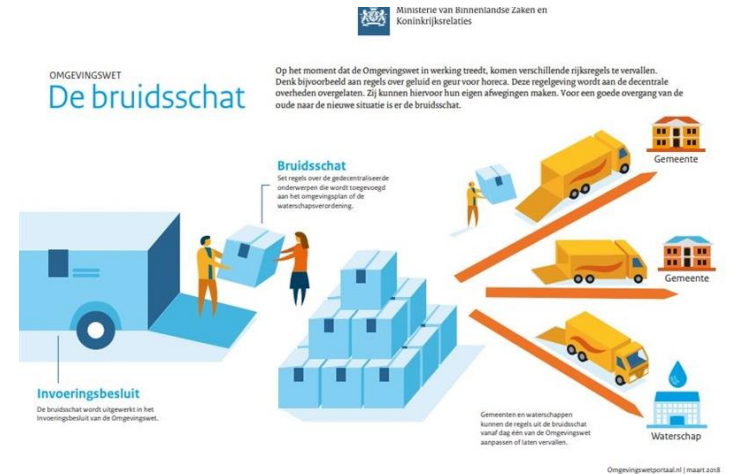 Ministerie van Binnenlandse Zaken en
Koninkrijksrelaties
OMGEVINGSWET
De bruidsschat
Op het moment dat de Omgevingswet in werking treedt, komen verschillende rijksregels te vervallen.
Denk bijvoorbeeld aan regels over geluid en geur voor horeca. Deze regelgeving wordt aan de decentrale
overheden overgelaten. Zij kunnen hiervoor hun eigen afwegingen maken. Voor een goede overgang van de
oude naar de nieuwe situatie is er de bruidsschat.
Bruidsschat
Set regels over de gedecentraliseerde
onderwerpen die wordt toegevoegd
aan het omgevingsplan of de
waterschapsverordening.
Gemeente
Gemeente
Invoeringsbesluit
De bruidsschat wordt uitgewerkt in het
Invoeringsbesluit van de Omgevingswet.
Gemeenten en waterschappen
kunnen de regels uit de bruidsschat
vanaf dag één van de Omgevingswet
aanpassen of laten vervallen.
Waterschap
Omgevingswetportaal.nl | maart 2018